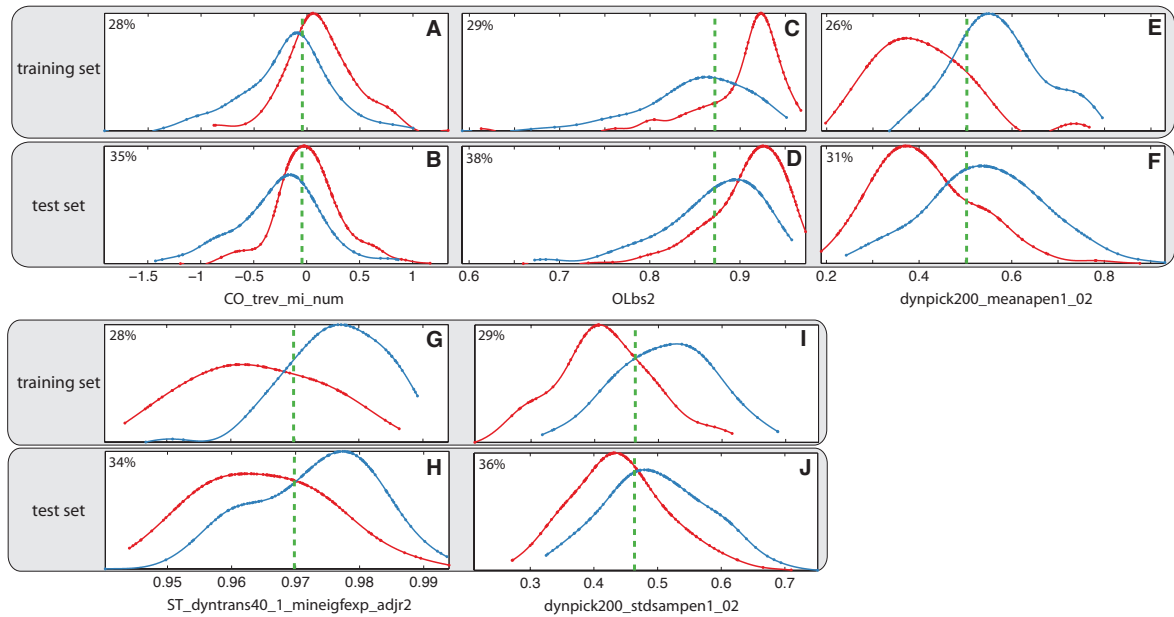 28% A 29% C 26% E
training set
35% B 38% D 31% F
test set
−1.5 −1 −0.5 0 0.5 1 0.6 0.7 0.8 0.9 0.2 0.4 0.6 0.8
CO_trev_mi_num OLbs2 dynpick200_meanapen1_02
28% G 29% I
training set
34% H 36% J
test set
0.95 0.96 0.97 0.98 0.99 0.3 0.4 0.5 0.6 0.7
ST_dyntrans40_1_mineigfexp_adjr2 dynpick200_stdsampen1_02